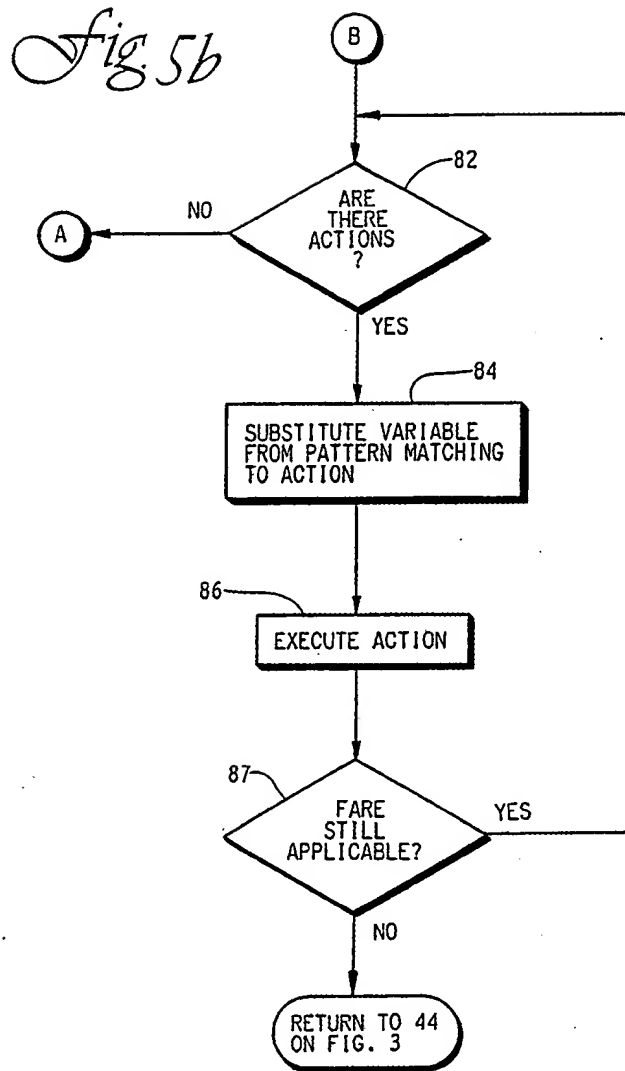 Fig. 5b
B
82
ARE
THERE
ACTIONS
?
NO
A
YES
84
SUBSTITUTE VARIABLE
FROM PATTERN MATCHING
TO ACTION
86
EXECUTE ACTION
87
FARE
STILL
APPLICABLE?
YES
NO
RETURN TO 44
ON FIG. 3